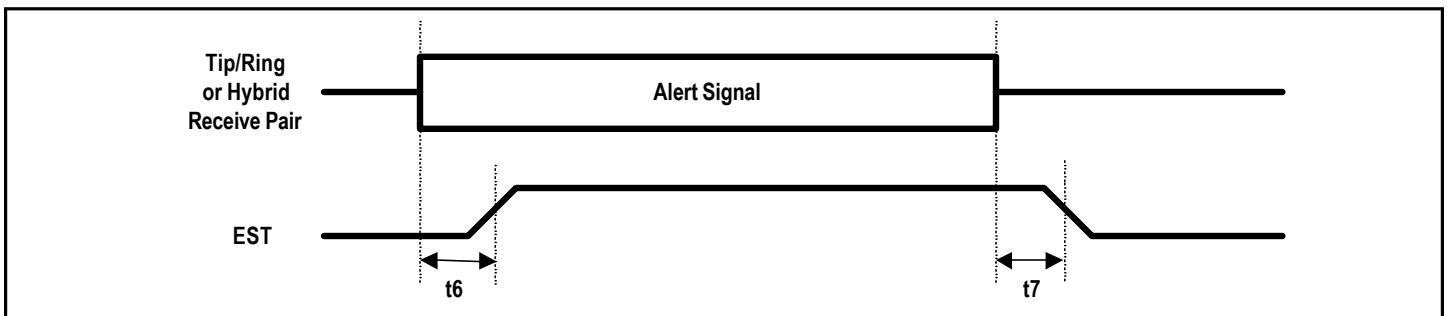 Tip/Ring
or Hybrid
Receive Pair
Alert Signal
EST
t6
t7